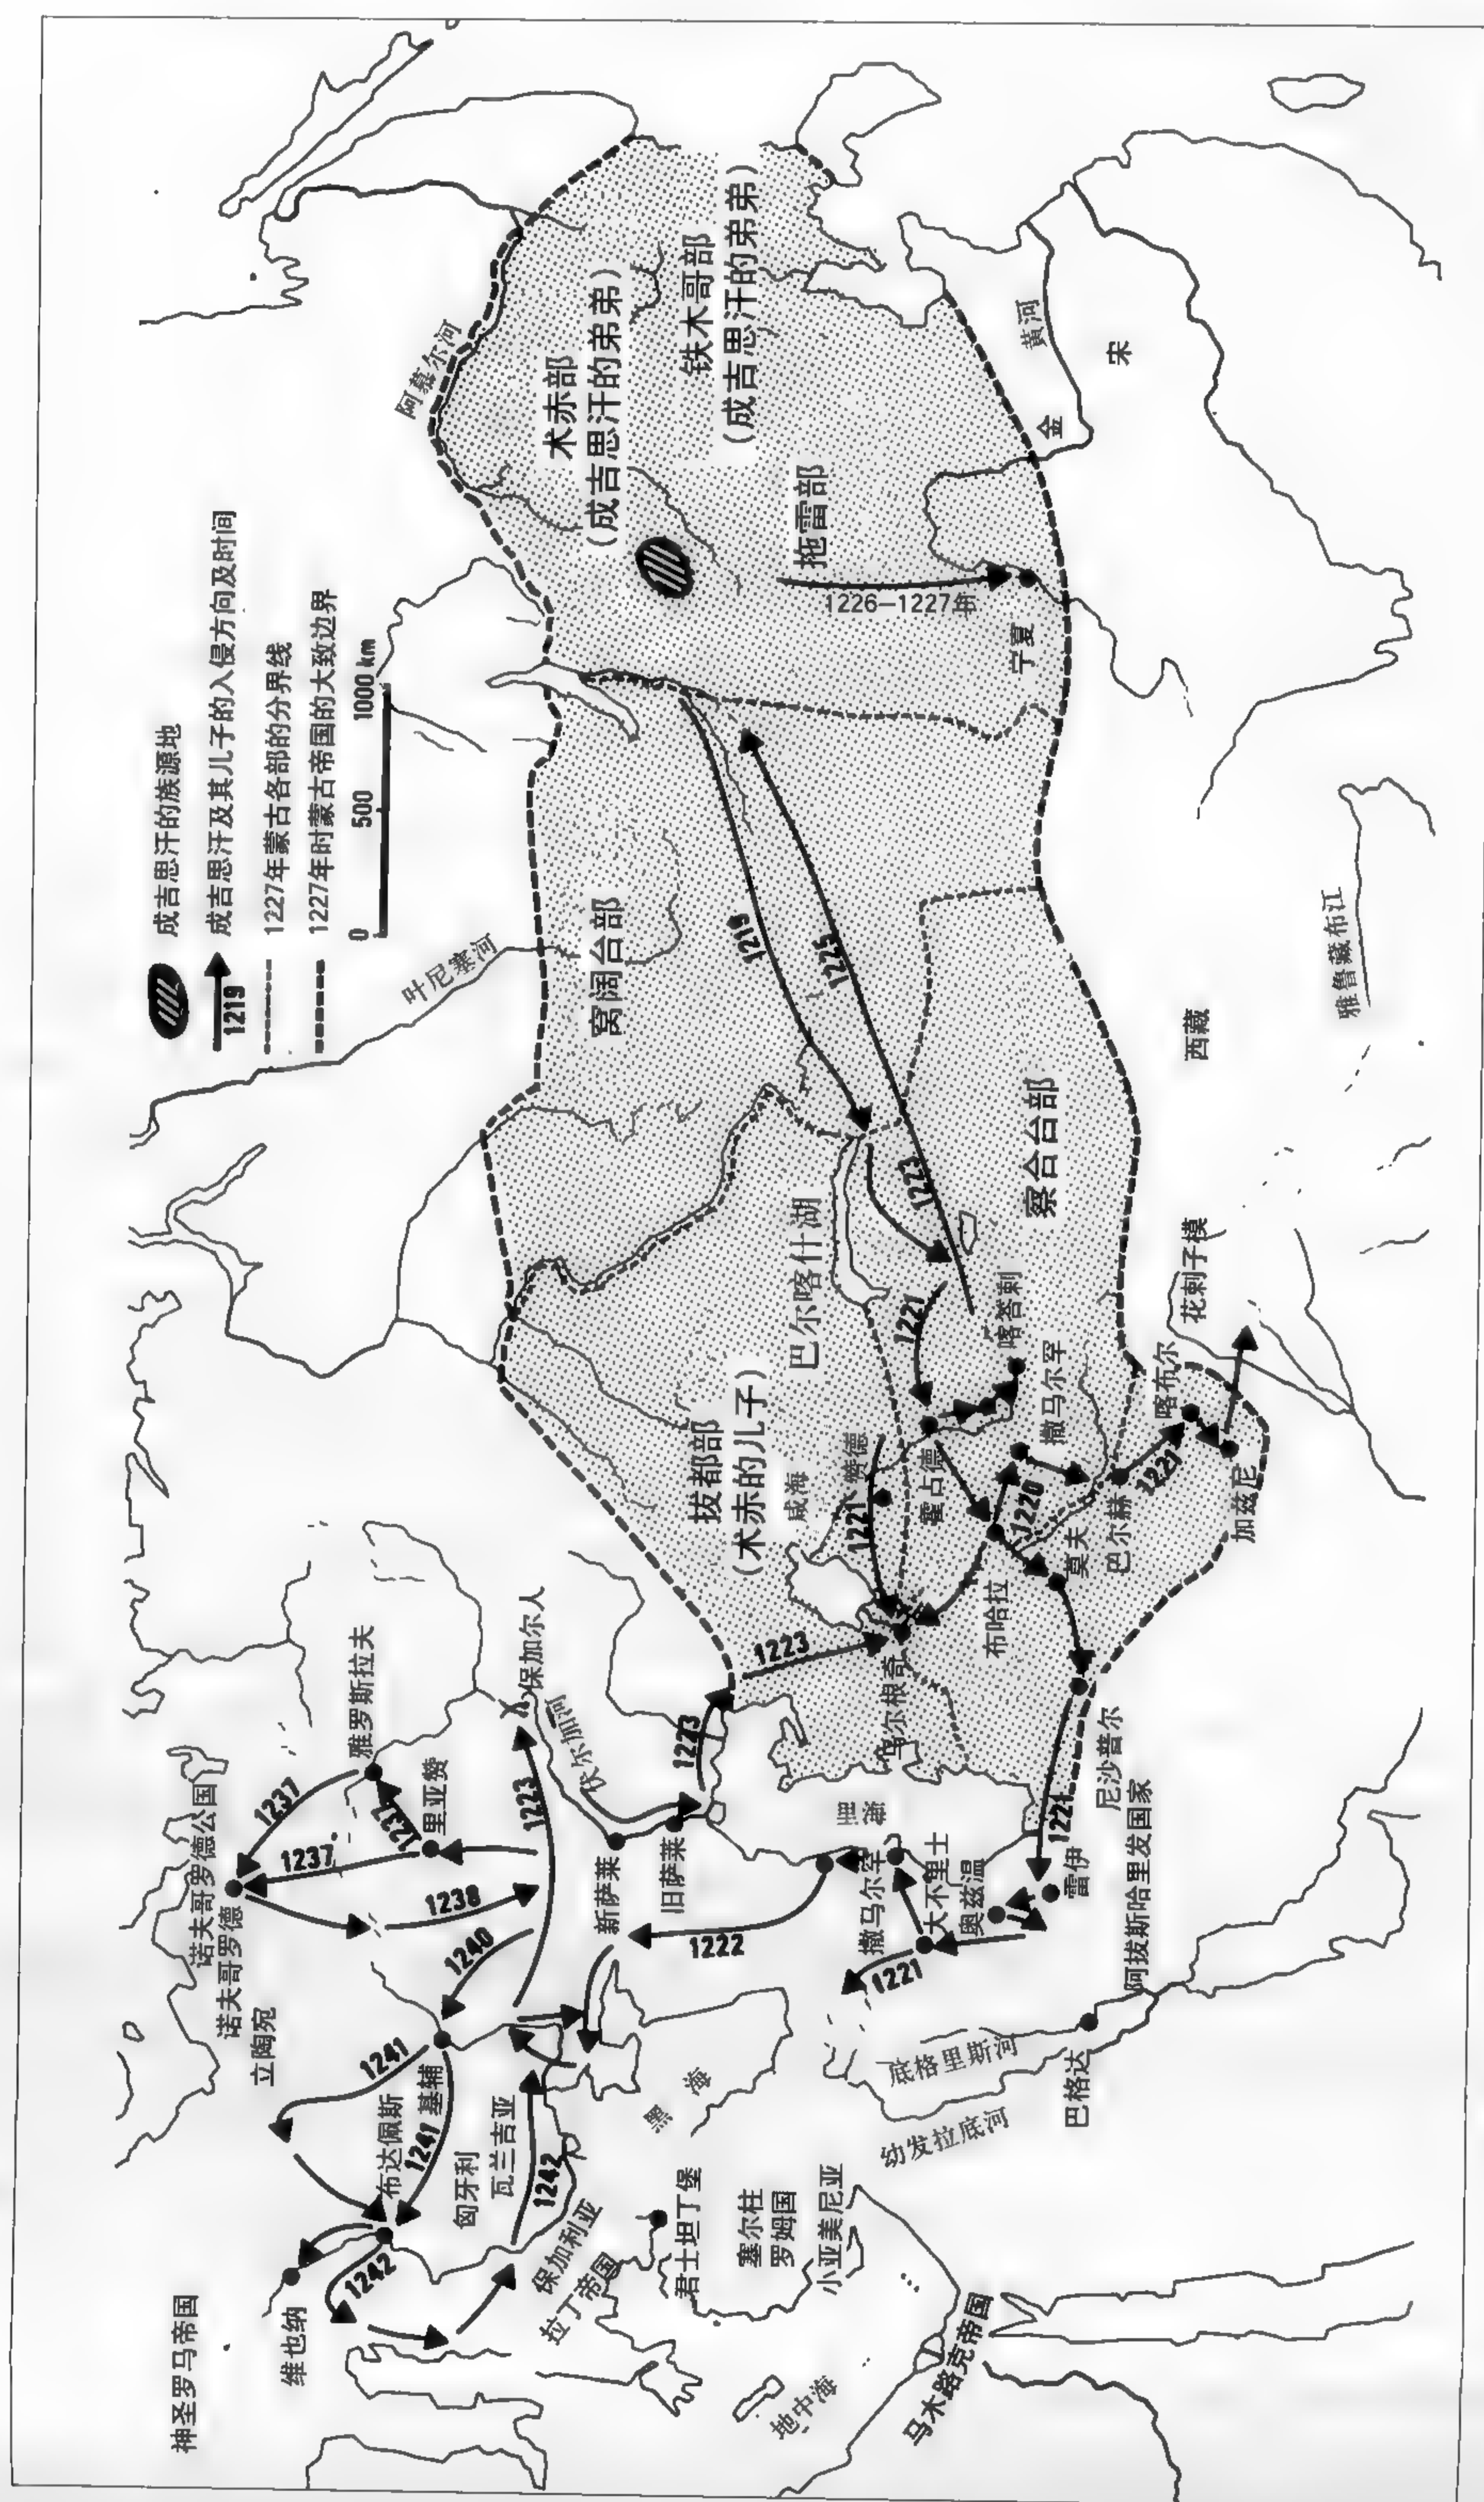 成吉思汗的族源地
1219
成吉思汗及其儿子的入侵方向及时间
1227年蒙古各部的分界线
1227年时蒙古帝国的大致边界
0 500 1000 km
神圣罗马帝国
维也纳
诺夫哥罗德公国
诺夫哥罗德
立陶宛
雅罗斯拉夫
里亚赞
1237
1237
1237
1238
1240
1241
1241
1242
1242
1223
布达佩斯
基辅
匈牙利
瓦兰吉亚
保加利亚
拉丁帝国
君士坦丁堡
塞尔柱
罗姆国
小亚美尼亚
地中海
马木路克帝国
黑海
保加尔人
伏尔加河
新萨莱
旧萨莱
1223
1223
1222
1221
撒马尔罕
大不里士
奥兹温
雷伊
阿拔斯哈里发国家
底格里斯河
幼发拉底河
巴格达
1221
尼沙普尔
叶尼塞河
窝阔台部
拔都部
(术赤的儿子)
咸海
赞德
1221
乌尔根奇
巴尔喀什湖
霍占德
布哈拉
1220
莫夫
巴尔赫
1221
喀布尔
加兹尼
花剌子模
撒马尔罕
喀答剌
1221
1223
1219
1225
察合台部
西藏
雅鲁藏布江
阿慕尔河
术赤部
(成吉思汗的弟弟)
铁木哥部
(成吉思汗的弟弟)
拖雷部
1226—1227年
宁夏
金
黄河
宋